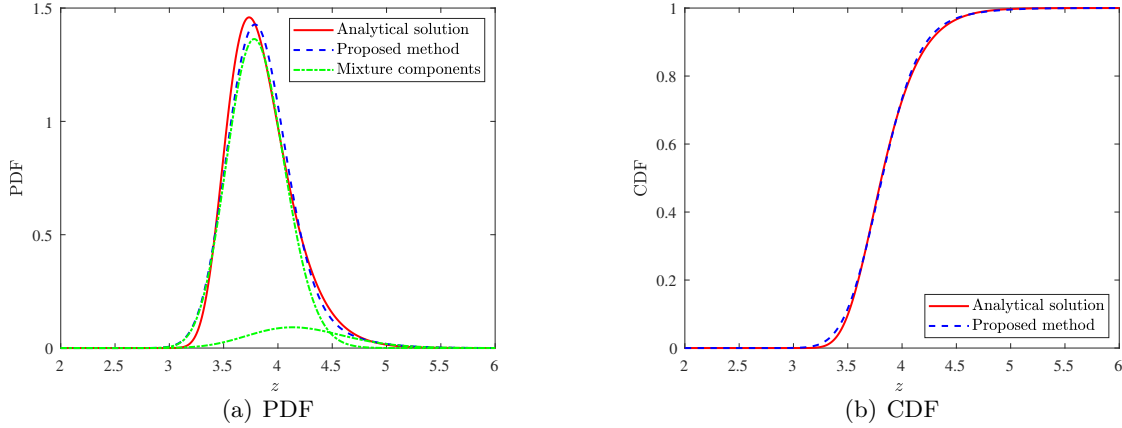 1.5
1
0.5
0
PDF
Analytical solution
Proposed method
Mixture components
2 2.5 3 3.5 4 4.5 5 5.5 6
z
(a) PDF
1
0.8
0.6
0.4
0.2
0
CDF
Analytical solution
Proposed method
2 2.5 3 3.5 4 4.5 5 5.5 6
z
(b) CDF